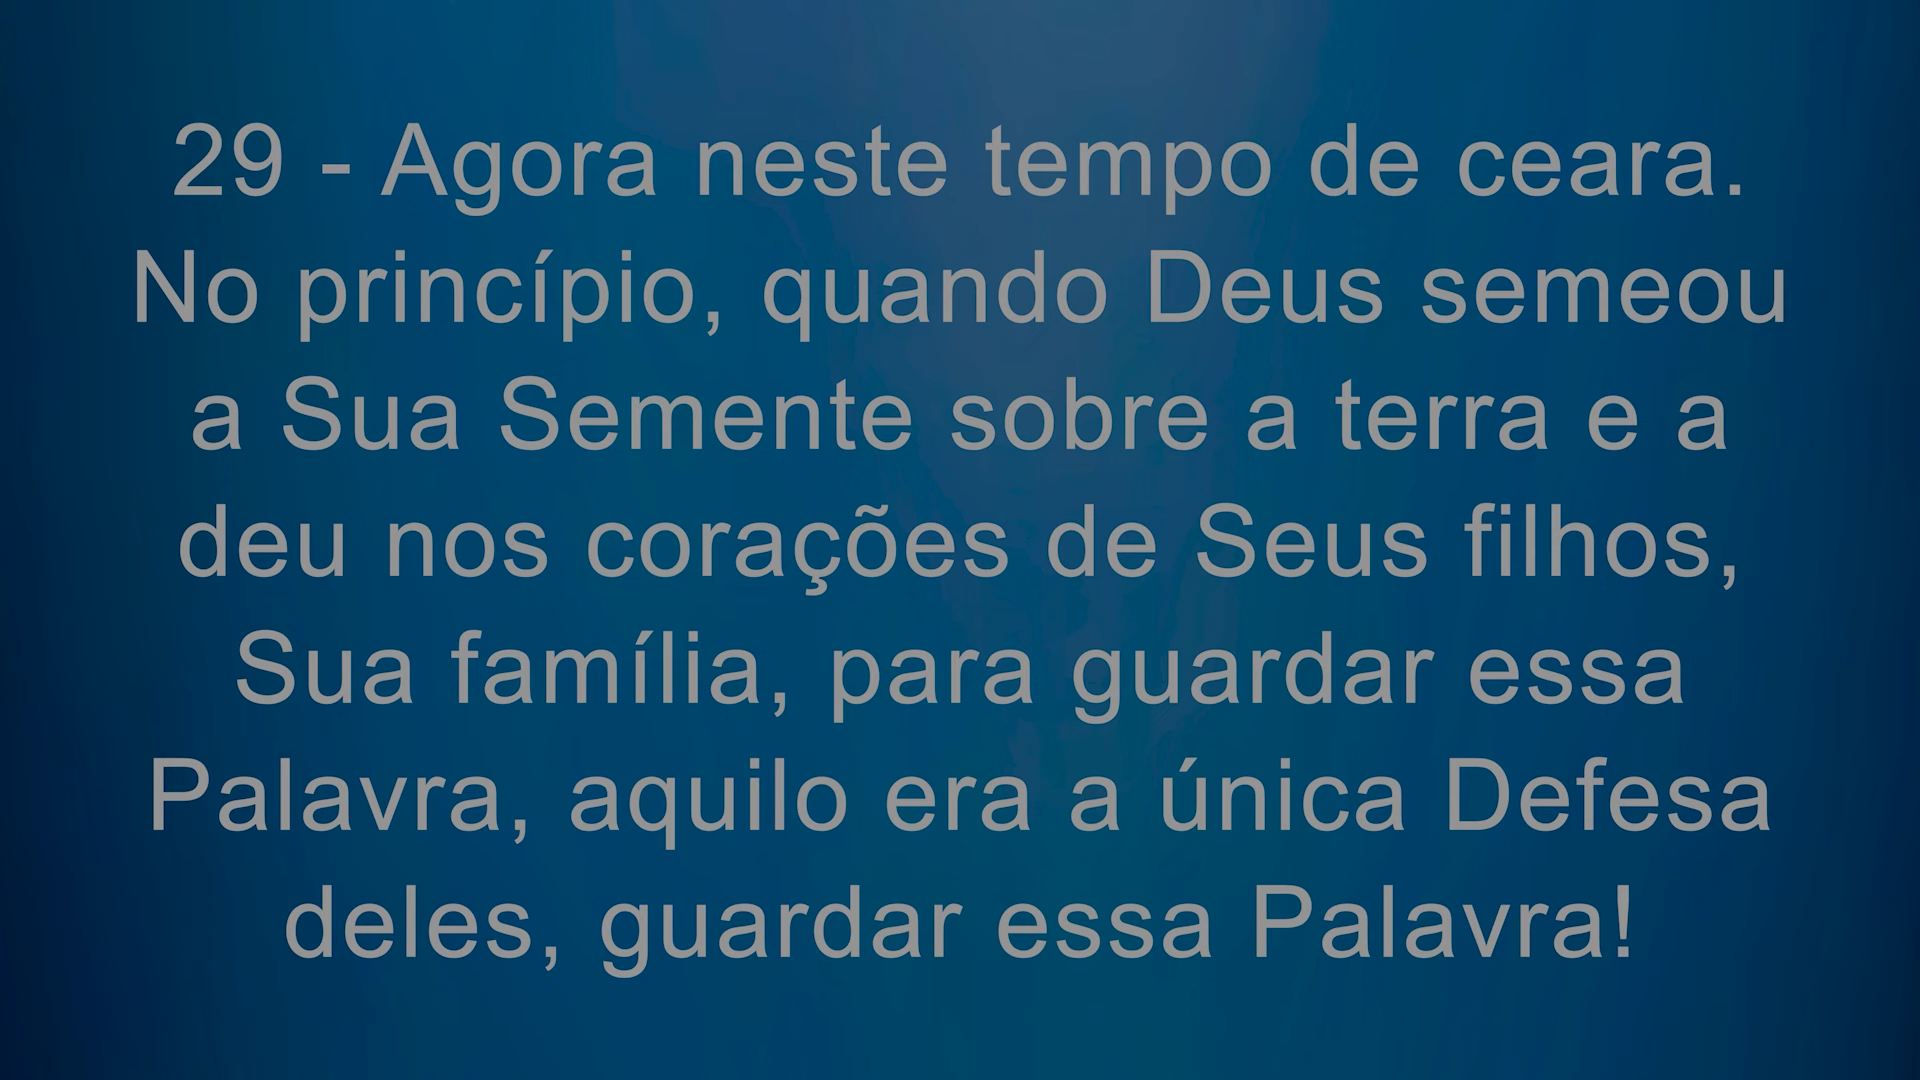 29 - Agora neste tempo de ceara.
No princípio, quando Deus semeou
a Sua Semente sobre a terra e a
deu nos corações de Seus filhos,
Sua família, para guardar essa
Palavra, aquilo era a única Defesa
deles, guardar essa Palavra!